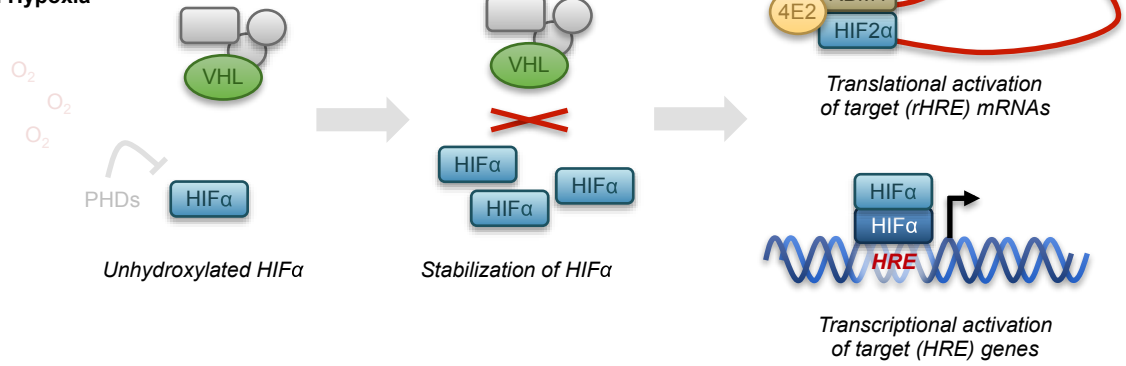 Hypoxia
VHL
VHL
4E2
HIF2α
Translational activation
of target (rHRE) mRNAs
O2
O2
O2
PHDs
HIFα
HIFα
HIFα
HIFα
Unhydroxylated HIFα
Stabilization of HIFα
HIFα
HIFα
HRE
Transcriptional activation
of target (HRE) genes